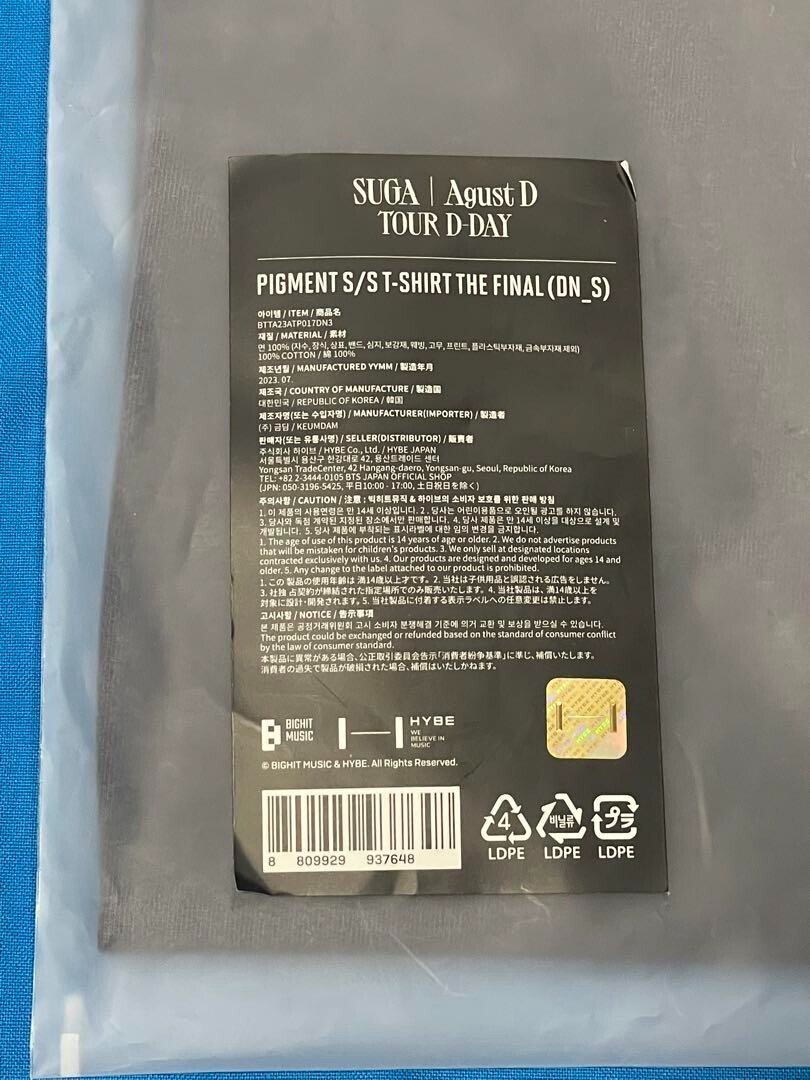 SUGA | Agust D
TOUR D-DAY
PIGMENT S/S T-SHIRT THE FINAL (DN_S)
아이템 / ITEM / 商品名
BTTA23ATP017DN3
재질 / MATERIAL / 素材
면 100% (자수, 장식, 상표, 밴드, 심지, 보강재, 웨빙, 고무, 프린트, 플라스틱부자재, 금속부자재 제외)
100% COTTON / 綿 100%
제조년월 / MANUFACTURED YYMM / 製造年月
2023. 07.
제조국 / COUNTRY OF MANUFACTURE / 製造国
대한민국 / REPUBLIC OF KOREA / 韓国
제조자명(또는 수입자명) / MANUFACTURER(IMPORTER) / 製造者
(주) 금담 / KEUMDAM
판매자(또는 유통사명) / SELLER(DISTRIBUTOR) / 販売者
주식회사 하이브 / HYBE Co., Ltd. / HYBE JAPAN
서울특별시 용산구 한강대로 42, 용산트레이드 센터
Yongsan TradeCenter, 42 Hangang-daero, Yongsan-gu, Seoul, Republic of Korea
TEL: +82 2-3444-0105 BTS JAPAN OFFICIAL SHOP
(JPN: 050-3196-5425, 平日10:00 - 17:00, 土日祝日を除く)
주의사항 / CAUTION / 注意 : 빅히트뮤직 & 하이브의 소비자 보호를 위한 판매 방침
1. 이 제품의 사용연령은 만 14세 이상입니다. 2. 당사는 어린이용품으로 오인될 광고를 하지 않습니다.
3. 당사와 독점 계약된 지정된 장소에서만 판매합니다. 4. 당사 제품은 만 14세 이상을 대상으로 설계 및
개발됩니다. 5. 당사 제품에 부착되는 표시라벨에 대한 임의 변경을 금지합니다.
1. The age of use of this product is 14 years of age or older. 2. We do not advertise products
that will be mistaken for children's products. 3. We only sell at designated locations
contracted exclusively with us. 4. Our products are designed and developed for ages 14 and
older. 5. Any change to the label attached to our product is prohibited.
1. この 製品の使用年齢は 満14歳以上才です。2. 当社は子供用品と誤認される広告をしません。
3. 社独 占契約が締結された指定場所でのみ販売いたします。4. 当社製品は、満14歳以上を
対象に設計・開発されます。5. 当社製品に付着する表示ラベルへの任意変更は禁止します。
고시사항 / NOTICE / 告示事項
본 제품은 공정거래위원회 고시 소비자 분쟁해결 기준에 의거 교환 및 보상을 받으실 수 있습니다.
The product could be exchanged or refunded based on the standard of consumer conflict
by the law of consumer standard.
本製品に異常がある場合、公正取引委員会告示「消費者紛争基準」に準じ、補償いたします。
消費者の過失で製品が破損された場合、補償はいたしかねます。
BIGHIT
MUSIC
HYBE
WE
BELIEVE IN
MUSIC
© BIGHIT MUSIC & HYBE. All Rights Reserved.
8 809929 937648
4
LDPE
비닐류
LDPE
プラ
LDPE